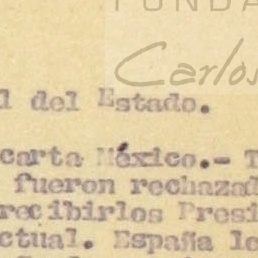 FUNDA
Carlos
l del Estado.
carta México.- T
fueron rechazad
recibirlos Presi
ctual. España lo